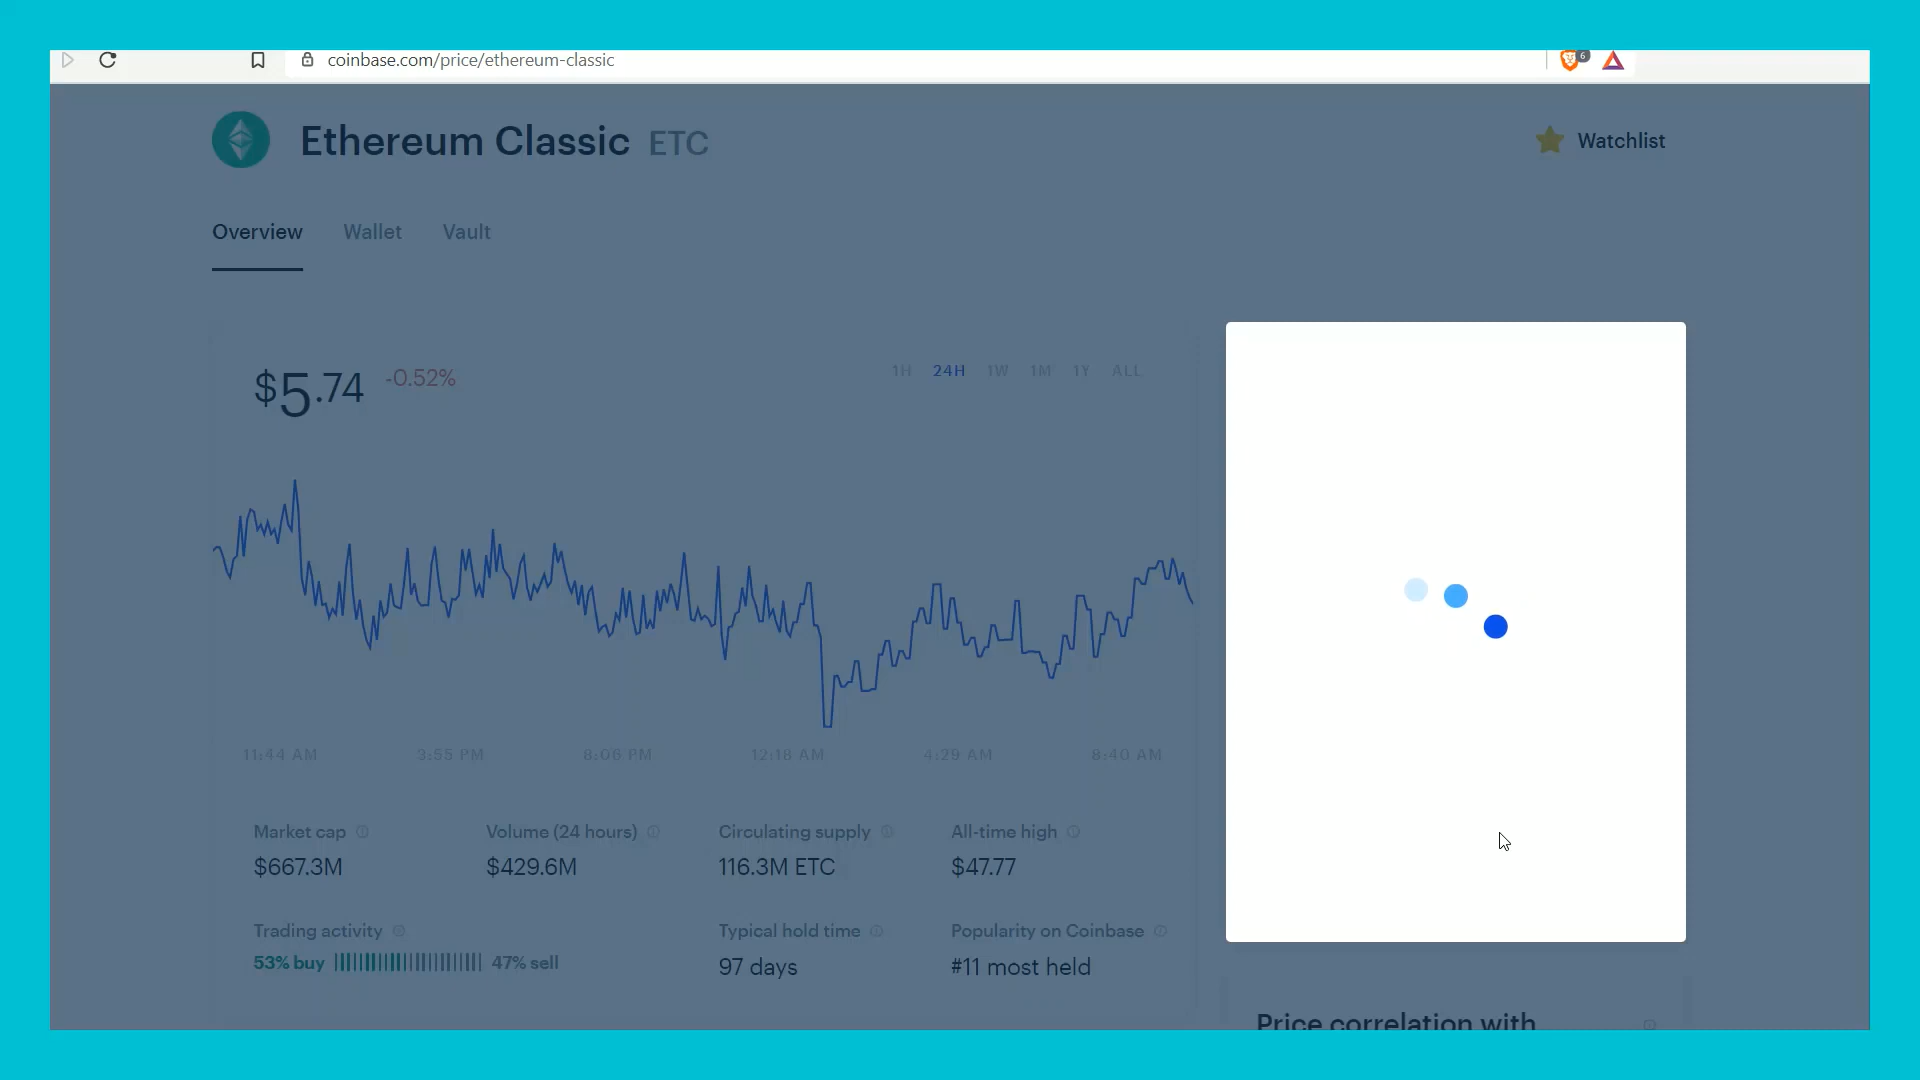 coinbase.com/price/ethereum-classic
6
Ethereum Classic ETC
Watchlist
Overview Wallet Vault
$5.74 -0.52%
1H 24H 1W 1M 1Y ALL
11:44 AM 3:55 PM 8:06 PM 12:18 AM 4:29 AM 8:40 AM
Market cap Volume (24 hours) Circulating supply All-time high
$667.3M $429.6M 116.3M ETC $47.77
Trading activity Typical hold time Popularity on Coinbase
53% buy 47% sell 97 days #11 most held
Price correlation with